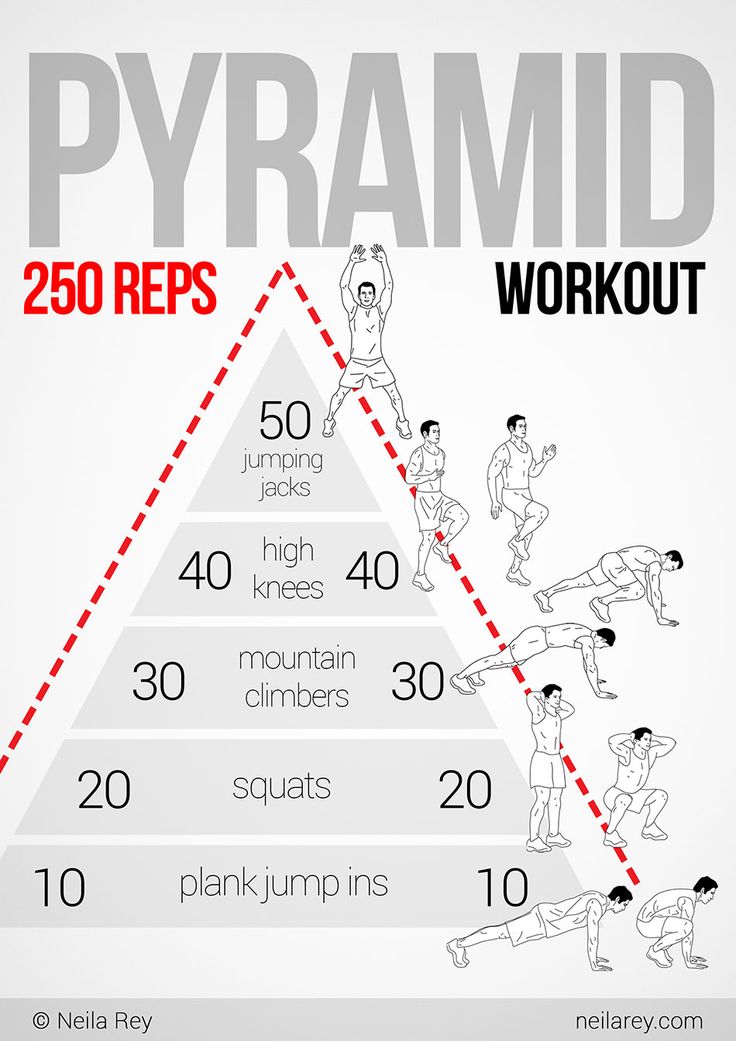 PYRAMID
250 REPS WORKOUT
50
jumping
jacks
40 high 40
knees
30 mountain 30
climbers
20 squats 20
10 plank jump ins 10
© Neila Rey neilarey.com